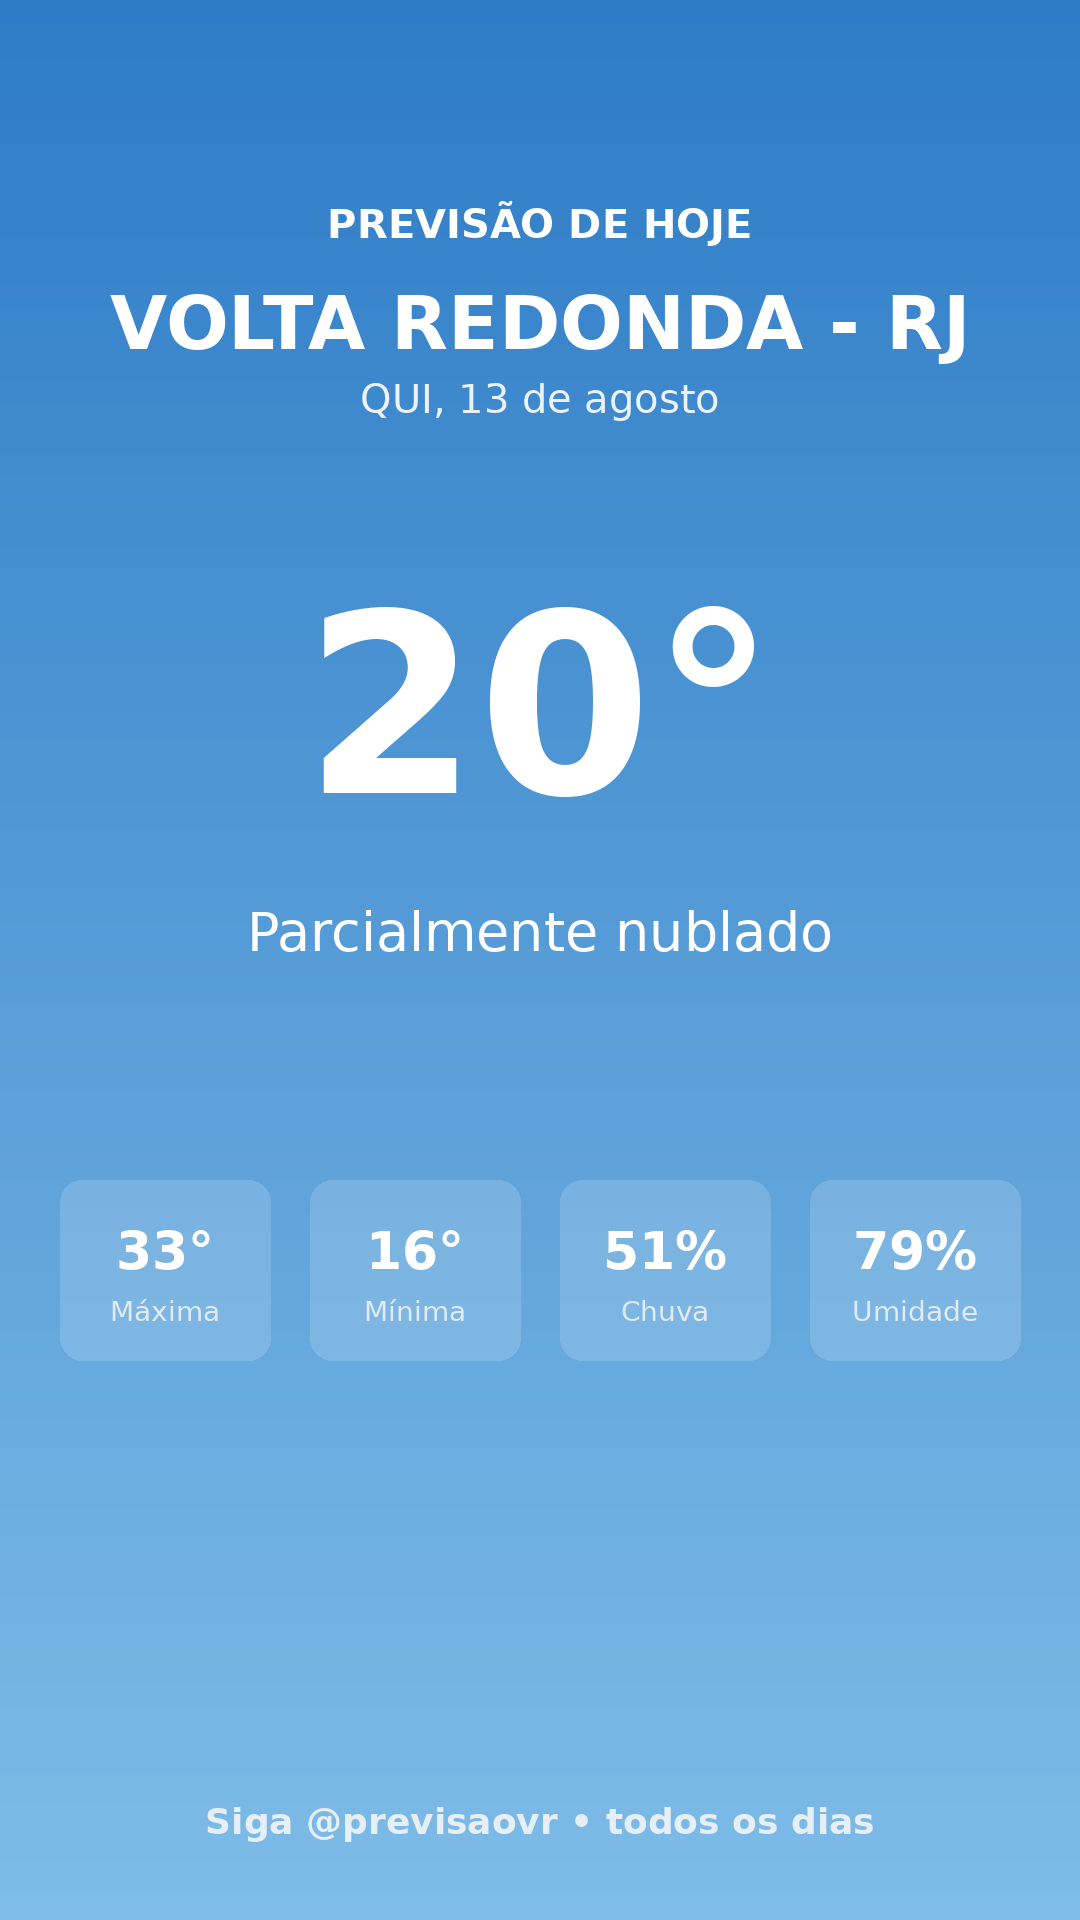 PREVISÃO DE HOJE
VOLTA REDONDA - RJ
QUI, 13 de agosto
20°
Parcialmente nublado
33° 16° 51% 79%
Máxima Mínima Chuva Umidade
Siga @previsaovr • todos os dias